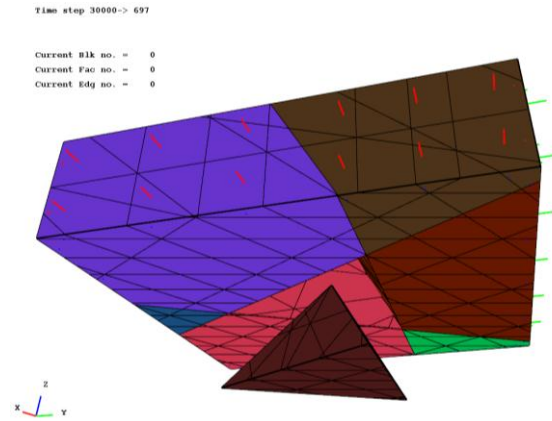 Time step 30000-> 697
Current Blk no. =    0
Current Fac no. =    0
Current Edg no. =    0
Z
X
Y